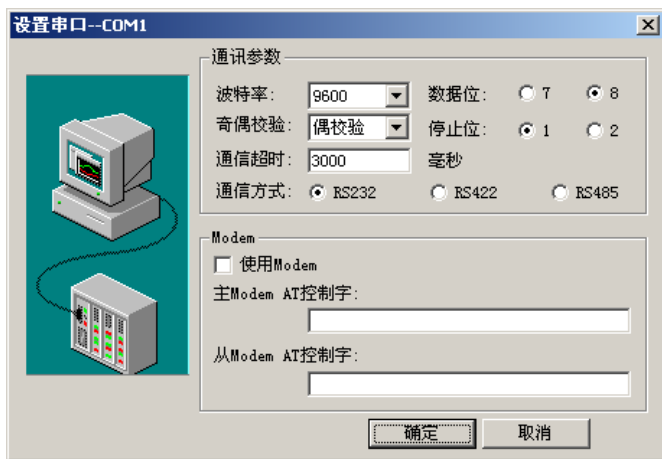 设置串口--COM1
通讯参数
波特率: 9600 数据位: 7 8
奇偶校验: 偶校验 停止位: 1 2
通信超时: 3000 毫秒
通信方式: RS232 RS422 RS485
Modem
使用Modem
主Modem AT控制字:
从Modem AT控制字:
确定 取消